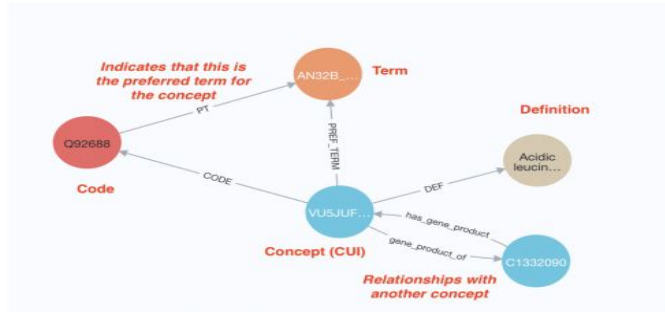 Indicates that this is
the preferred term for
the concept
AN32B_...
Term
PT
Definition
Q92688
PREF_TERM
Acidic
leucin...
Code
CODE
DEF
VU5JUF...
has_gene_product
gene_product_of
Concept (CUI)
C1332090
Relationships with
another concept